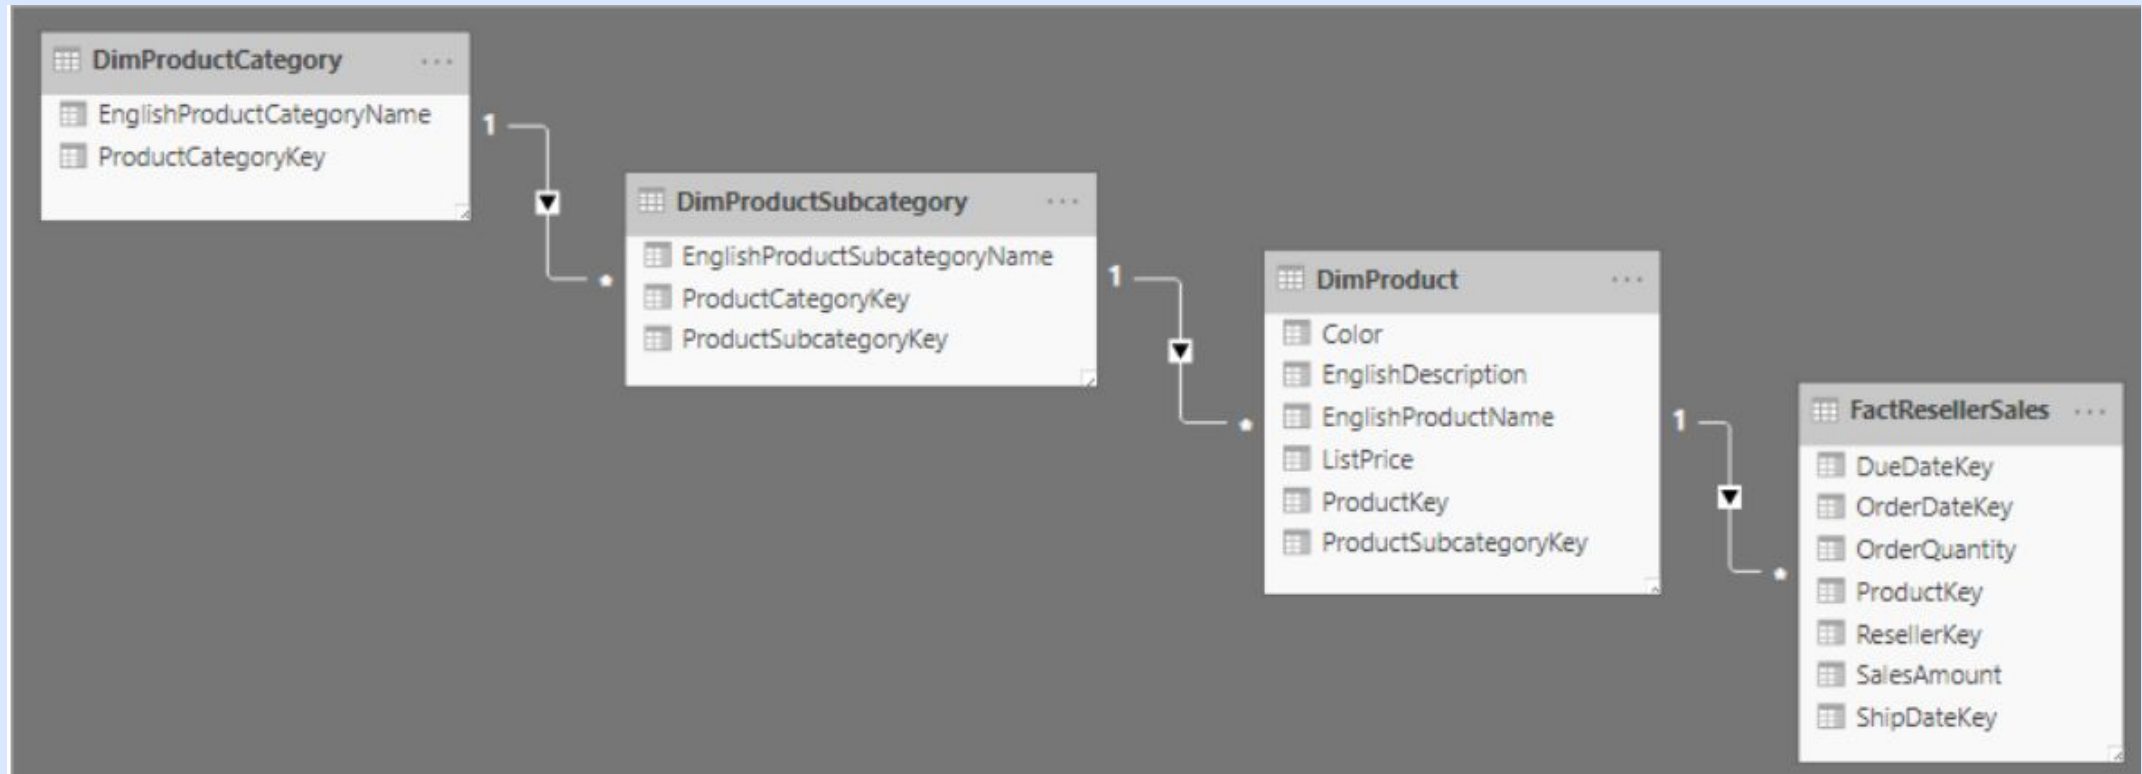 DimProductCategory
EnglishProductCategoryName
ProductCategoryKey
1
DimProductSubcategory
EnglishProductSubcategoryName
ProductCategoryKey
ProductSubcategoryKey
1
DimProduct
Color
EnglishDescription
EnglishProductName
ListPrice
ProductKey
ProductSubcategoryKey
1
FactResellerSales
DueDateKey
OrderDateKey
OrderQuantity
ProductKey
ResellerKey
SalesAmount
ShipDateKey